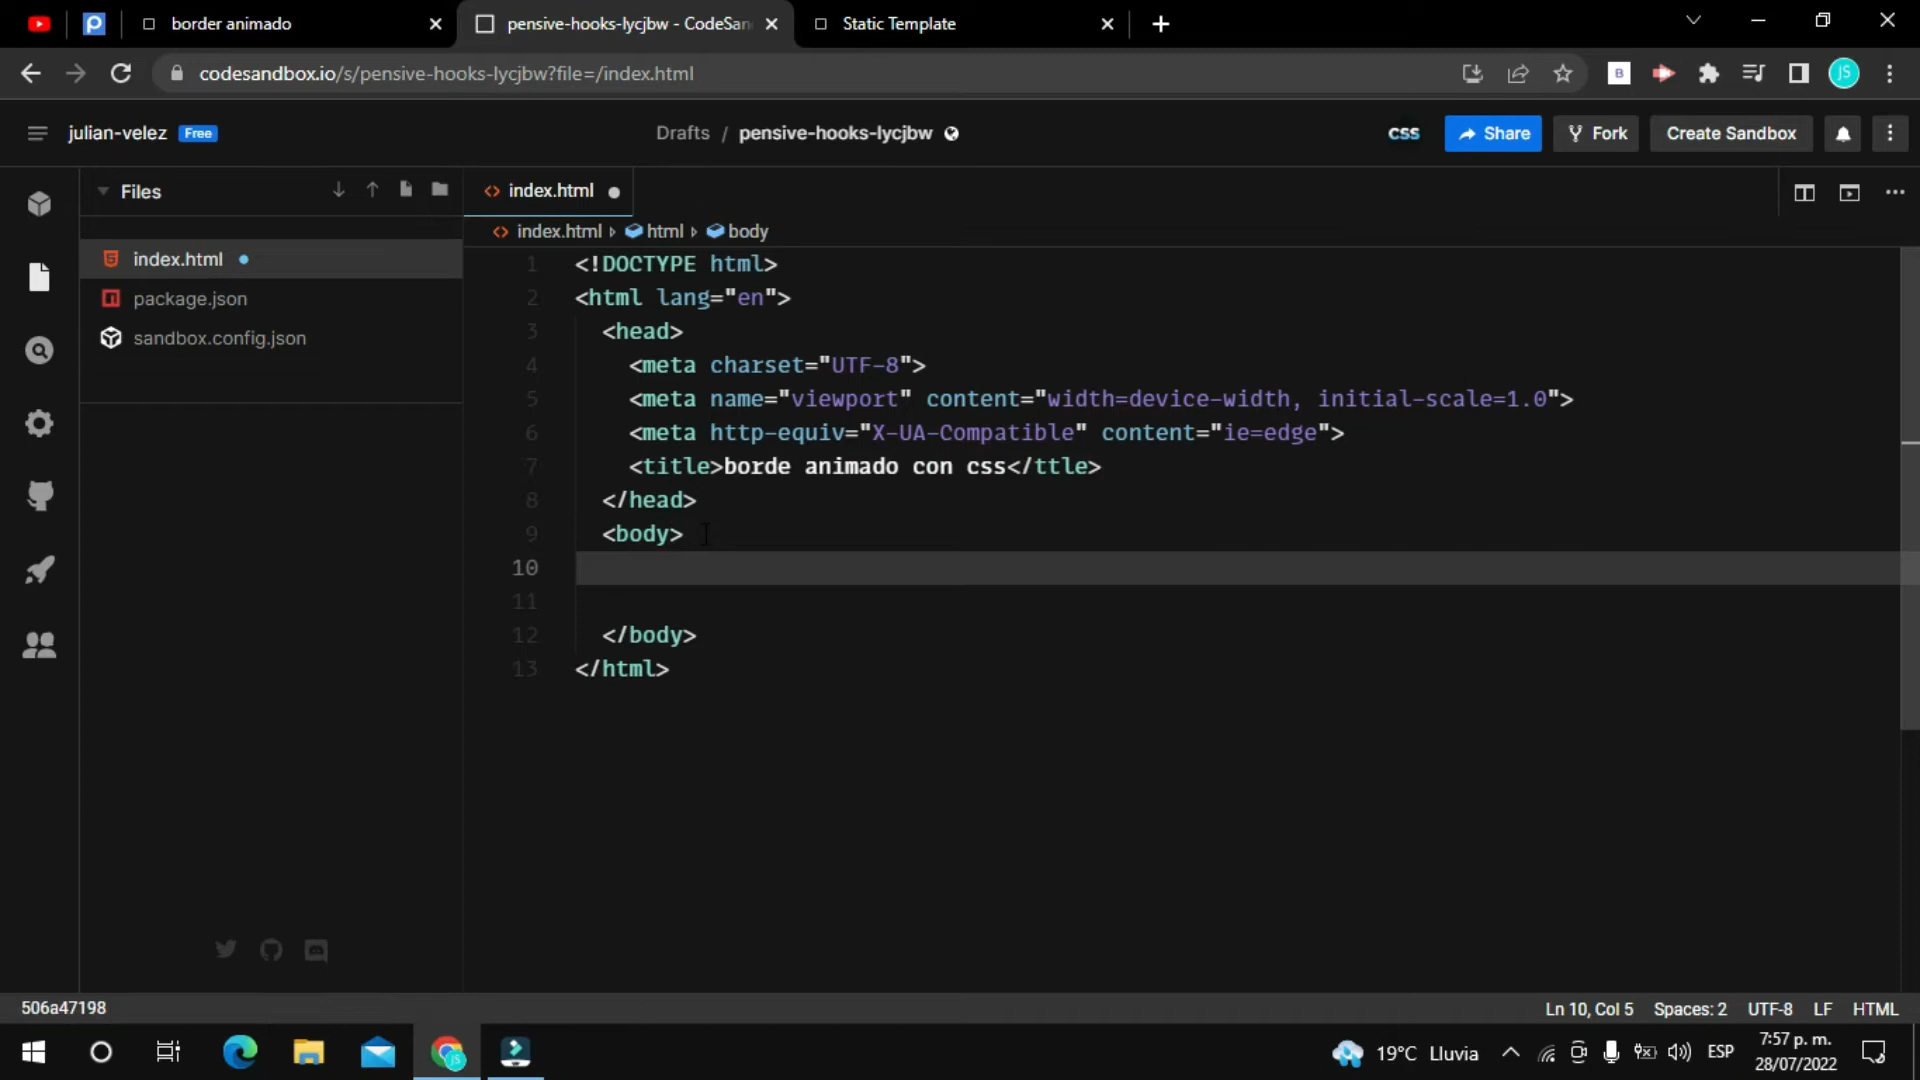 border animado
pensive-hooks-lycjbw - CodeSan
Static Template
codesandbox.io/s/pensive-hooks-lycjbw?file=/index.html
B
JS
julian-velez Free
Drafts / pensive-hooks-lycjbw
CSS
Share
Fork
Create Sandbox
Files
index.html
index.html html body
index.html
package.json
sandbox.config.json
1 <!DOCTYPE html>
2 <html lang="en">
3 <head>
4 <meta charset="UTF-8">
5 <meta name="viewport" content="width=device-width, initial-scale=1.0">
6 <meta http-equiv="X-UA-Compatible" content="ie=edge">
7 <title>borde animado con css</ttle>
8 </head>
9 <body>
10
11
12 </body>
13 </html>
506a47198
Ln 10, Col 5 Spaces: 2 UTF-8 LF HTML
19°C Lluvia
ESP
7:57 p. m.
28/07/2022